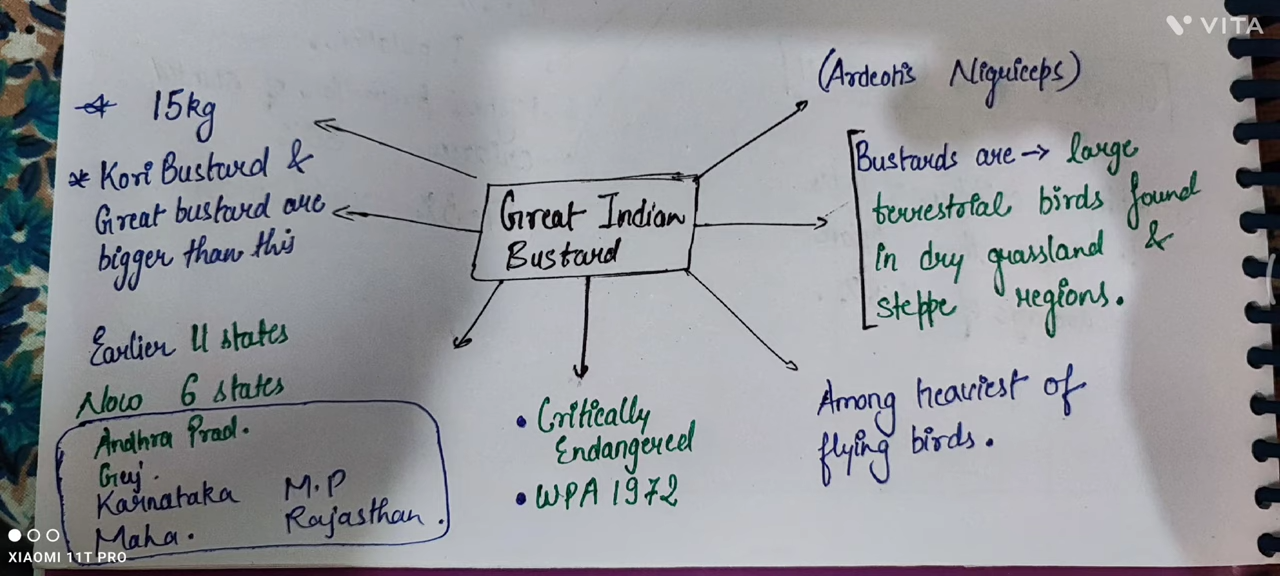 VITA
(Ardeotis Niguiceps)
15kg
* Kori Bustard &
Great bustard are
bigger than this
Great Indian
Bustard
Bustards are → large
terrestrial birds found
in dry grassland &
steppe regions.
Earlier 11 states
Now 6 states
Andhra Prad.
Guj.
Karnataka M.P
Maha. Rajasthan.
• Critically
Endangered
• WPA 1972
Among heaviest of
flying birds.
XIAOMI 11T PRO